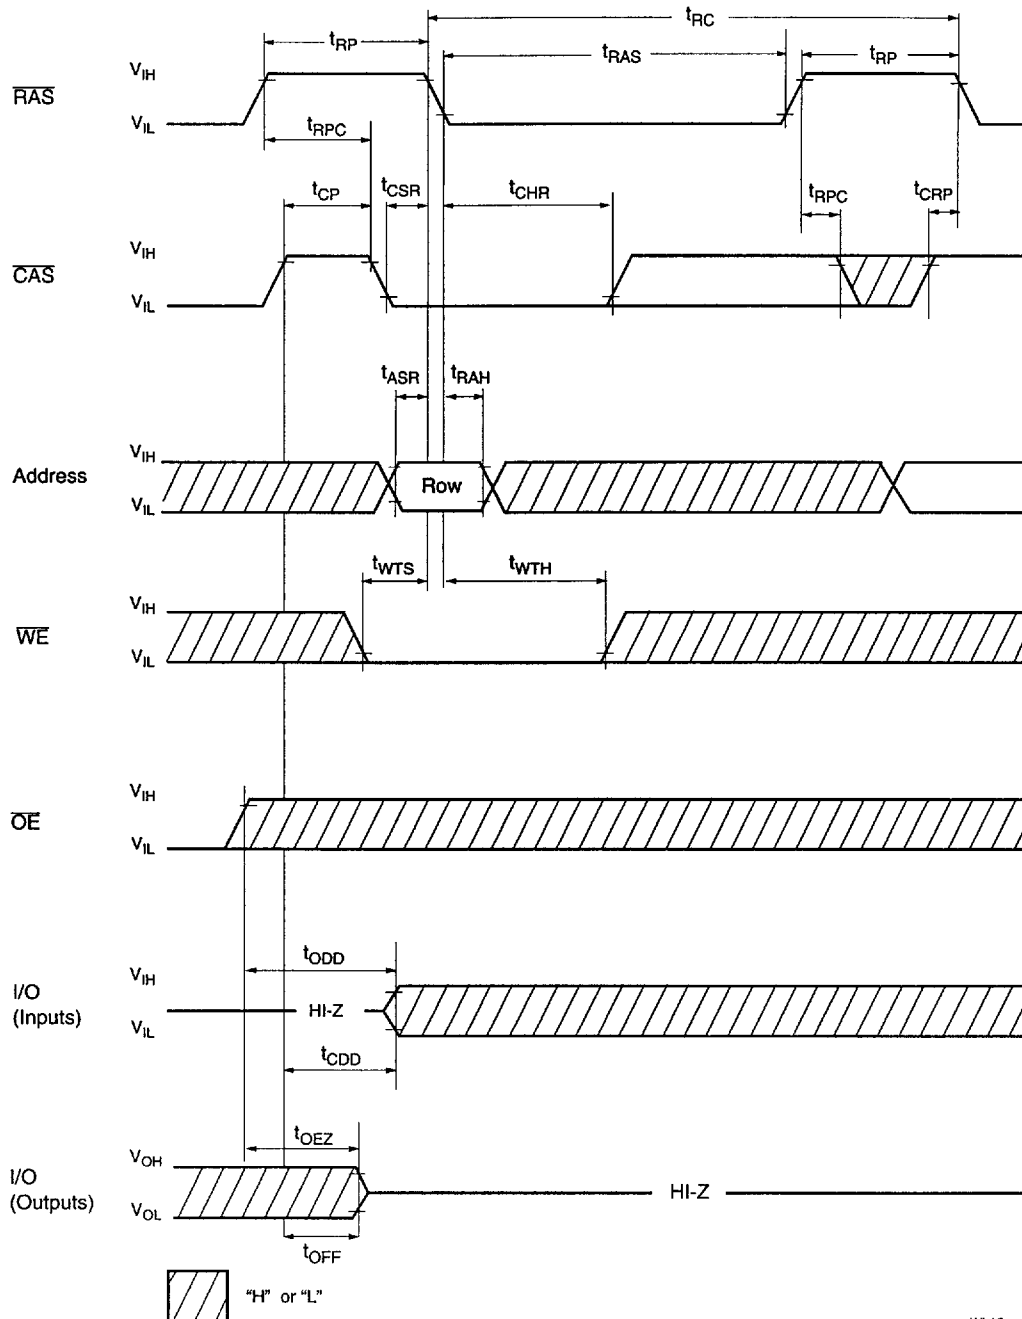 tRC
tRP
tRAS
tRP
RAS
VIH
VIL
tRPC
tCP
tCSR
tCHR
tRPC
tCRP
CAS
VIH
VIL
tASR
tRAH
Address
VIH
VIL
Row
tWTS
tWTH
WE
VIH
VIL
OE
VIH
VIL
tODD
I/O
(Inputs)
VIH
VIL
HI-Z
tCDD
tOEZ
I/O
(Outputs)
VOH
VOL
HI-Z
tOFF
"H" or "L"